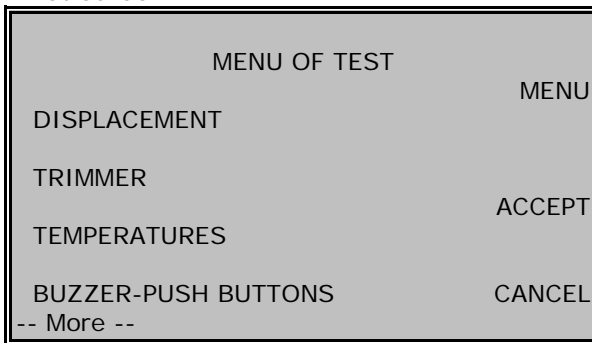 MENU OF TEST
MENU
DISPLACEMENT
TRIMMER
ACCEPT
TEMPERATURES
BUZZER-PUSH BUTTONS CANCEL
-- More --